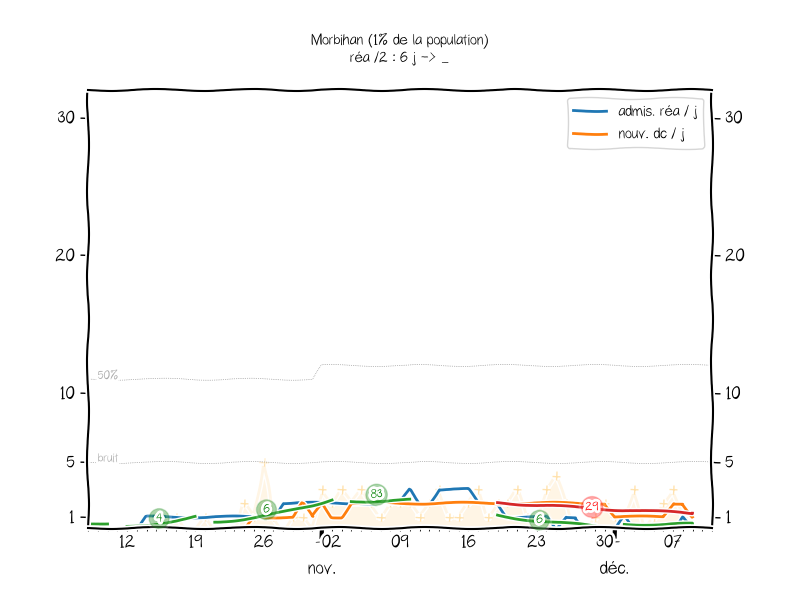 Morbihan (1% de la population)
réa /2 : 6 j -> _
admis. réa / j
nouv. dc / j
30 30
20 20
50%
10 10
bruit
5 5
83
6
29
4
6
1 1
12 19 26 02 09 16 23 30 07
nov. déc.